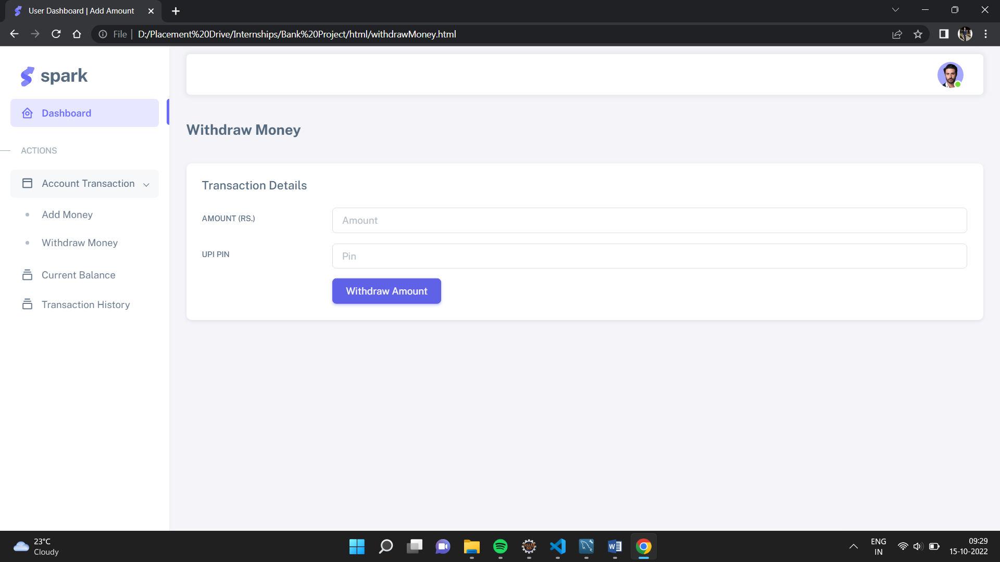 User Dashboard | Add Amount
File | D:/Placement%20Drive/Internships/Bank%20Project/html/withdrawMoney.html
spark
Dashboard
ACTIONS
Account Transaction
Add Money
Withdraw Money
Current Balance
Transaction History
Withdraw Money
Transaction Details
AMOUNT (RS.)
Amount
UPI PIN
Pin
Withdraw Amount
23°C
Cloudy
ENG
IN
09:29
15-10-2022